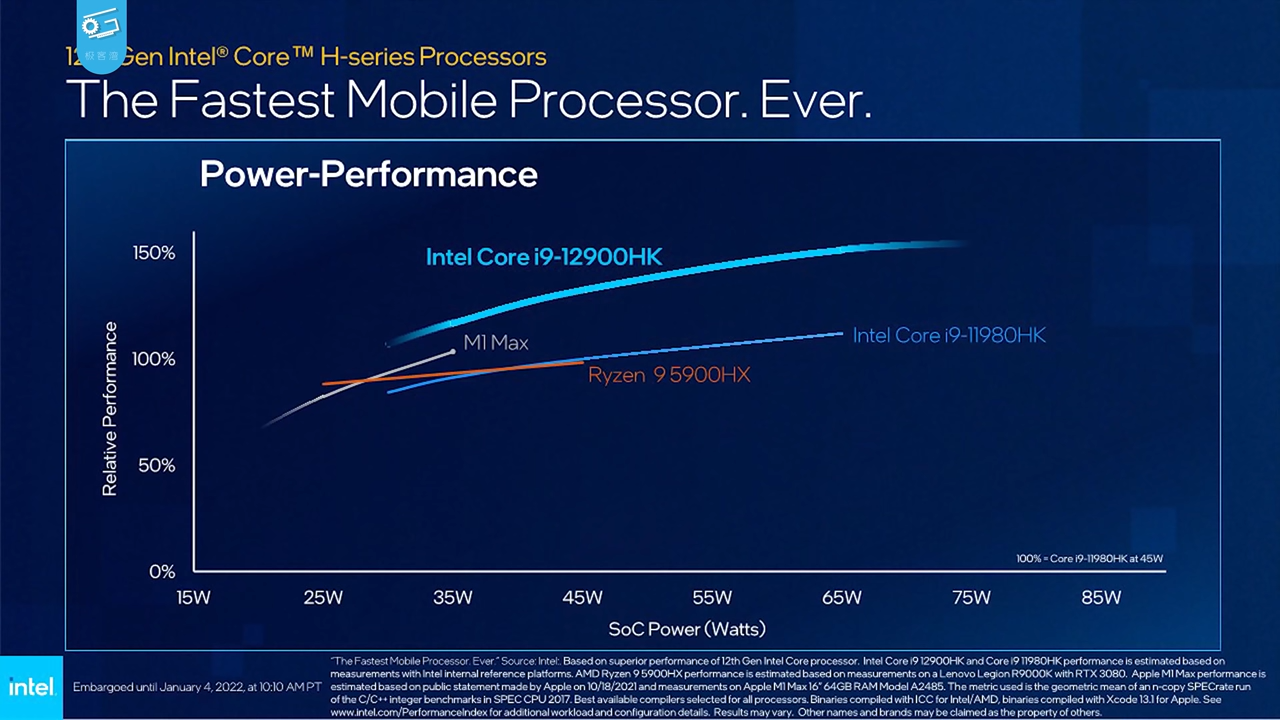 极客湾
12th Gen Intel® Core™ H-series Processors
The Fastest Mobile Processor. Ever.
Power-Performance
150%
Intel Core i9-12900HK
M1 Max
Intel Core i9-11980HK
100%
Ryzen 9 5900HX
Relative Performance
50%
100% = Core i9-11980HK at 45W
0%
15W 25W 35W 45W 55W 65W 75W 85W
SoC Power (Watts)
"The Fastest Mobile Processor. Ever." Source: Intel:. Based on superior performance of 12th Gen Intel Core processor. Intel Core i9 12900HK and Core i9 11980HK performance is estimated based on
measurements with Intel internal reference platforms. AMD Ryzen 9 5900HX performance is estimated based on measurements on a Lenovo Legion R9000K with RTX 3080. Apple M1 Max performance is
estimated based on public statement made by Apple on 10/18/2021 and measurements on Apple M1 Max 16" 64GB RAM Model A2485. The metric used is the geometric mean of an n-copy SPECrate run
of the C/C++ integer benchmarks in SPEC CPU 2017. Best available compilers selected for all processors. Binaries compiled with ICC for Intel/AMD, binaries compiled with Xcode 13.1 for Apple. See
www.intel.com/PerformanceIndex for additional workload and configuration details. Results may vary. Other names and brands may be claimed as the property of others.
intel.
Embargoed until January 4, 2022, at 10:10 AM PT